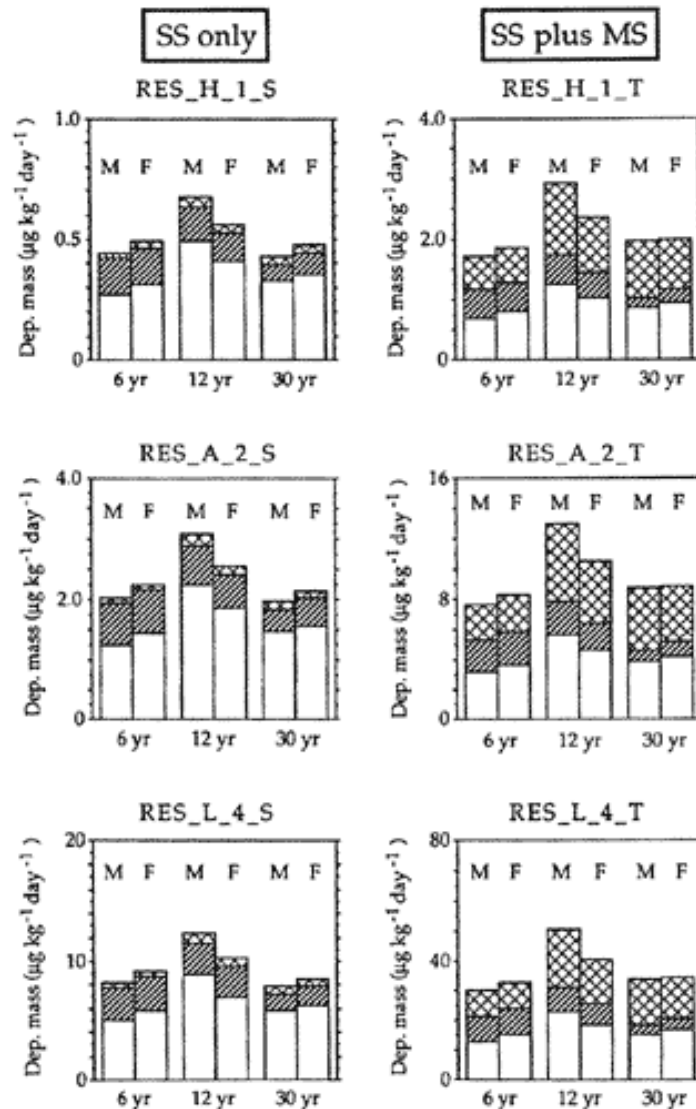 SS only
SS plus MS
RES_H_1_S
RES_H_1_T
Dep. mass (µg kg⁻¹ day⁻¹ )
1.0
0.5
0
M F M F M F
6 yr 12 yr 30 yr
Dep. mass (µg kg⁻¹ day⁻¹ )
4.0
2.0
0
M F M F M F
6 yr 12 yr 30 yr
RES_A_2_S
RES_A_2_T
Dep. mass (µg kg⁻¹ day⁻¹ )
4.0
2.0
0
M F M F M F
6 yr 12 yr 30 yr
Dep. mass (µg kg⁻¹ day⁻¹ )
16
8
0
M F M F M F
6 yr 12 yr 30 yr
RES_L_4_S
RES_L_4_T
Dep. mass (µg kg⁻¹ day⁻¹ )
20
10
0
M F M F M F
6 yr 12 yr 30 yr
Dep. mass (µg kg⁻¹ day⁻¹ )
80
40
0
M F M F M F
6 yr 12 yr 30 yr